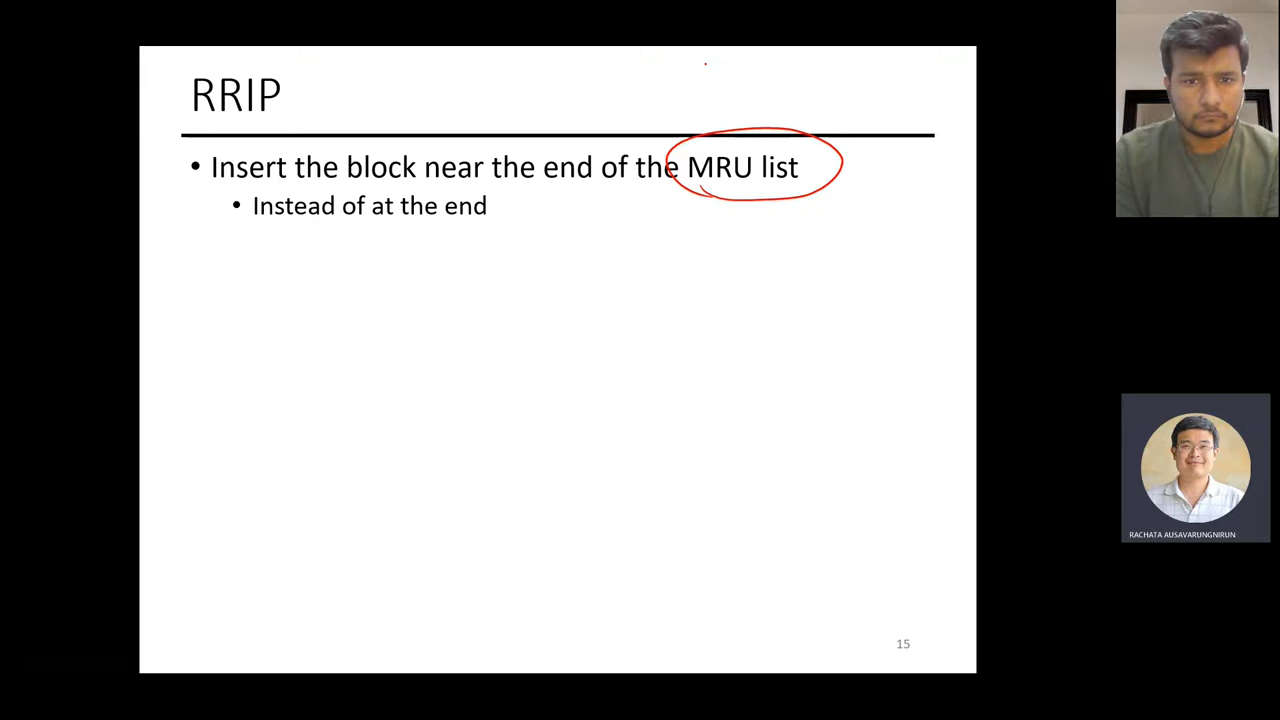 RRIP
• Insert the block near the end of the MRU list
• Instead of at the end
15
RACHATA AUSAVARUNGNIRUN